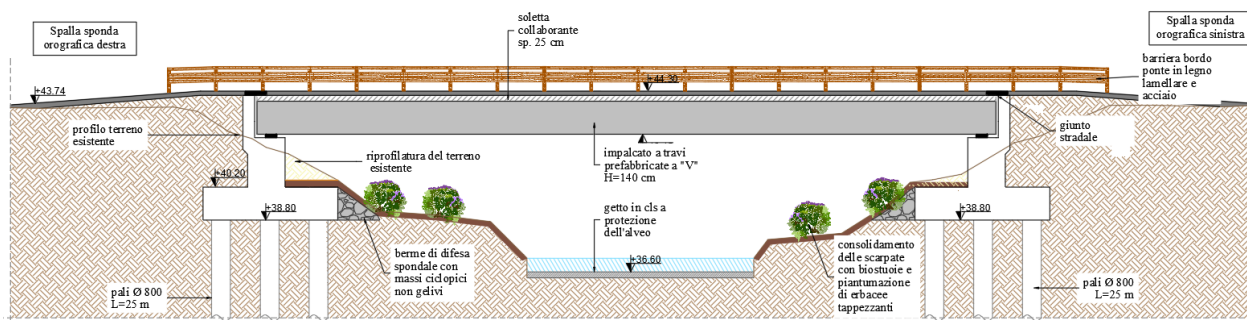 Spalla sponda
orografica destra
soletta
collaborante
sp. 25 cm
Spalla sponda
orografica sinistra
barriera bordo
ponte in legno
lamellare e
acciaio
+43.74
+44.30
profilo terreno
esistente
riprofilatura del terreno
esistente
impalcato a travi
prefabbricate a "V"
H=140 cm
giunto
stradale
+40.20
+38.80
getto in cls a
protezione
dell'alveo
+38.80
+36.60
berme di difesa
spondale con
massi ciclopici
non gelivi
consolidamento
delle scarpate
con biostuoie e
piantumazione
di erbacee
tappezzanti
pali Ø 800
L=25 m
pali Ø 800
L=25 m